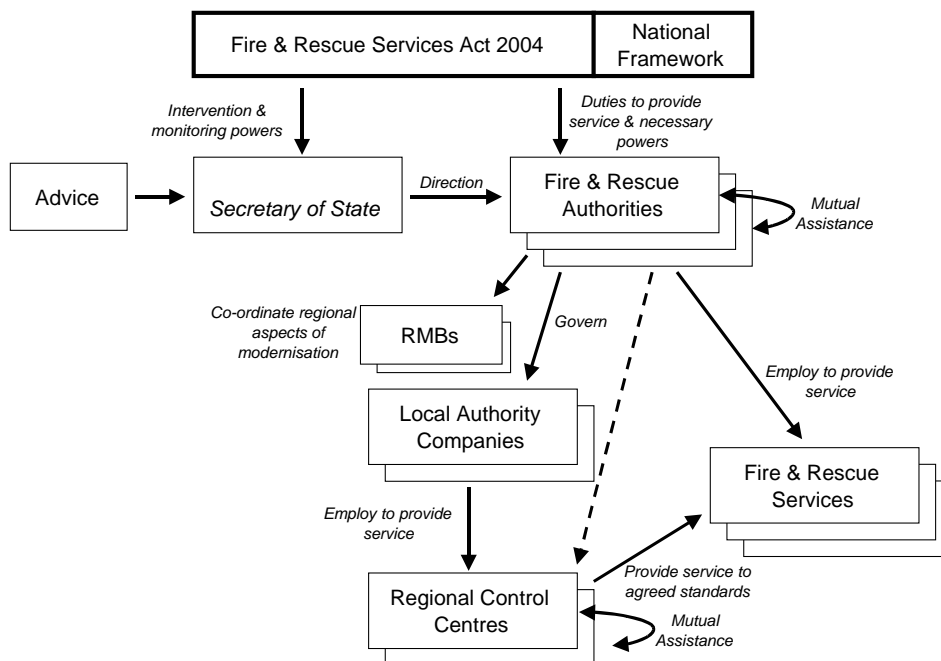 Fire & Rescue Services Act 2004
National
Framework
Intervention &
monitoring powers
Duties to provide
service & necessary
powers
Advice
Secretary of State
Direction
Fire & Rescue
Authorities
Mutual
Assistance
Co-ordinate regional
aspects of
modernisation
RMBs
Govern
Employ to provide
service
Local Authority
Companies
Fire & Rescue
Services
Employ to provide
service
Provide service to
agreed standards
Regional Control
Centres
Mutual
Assistance